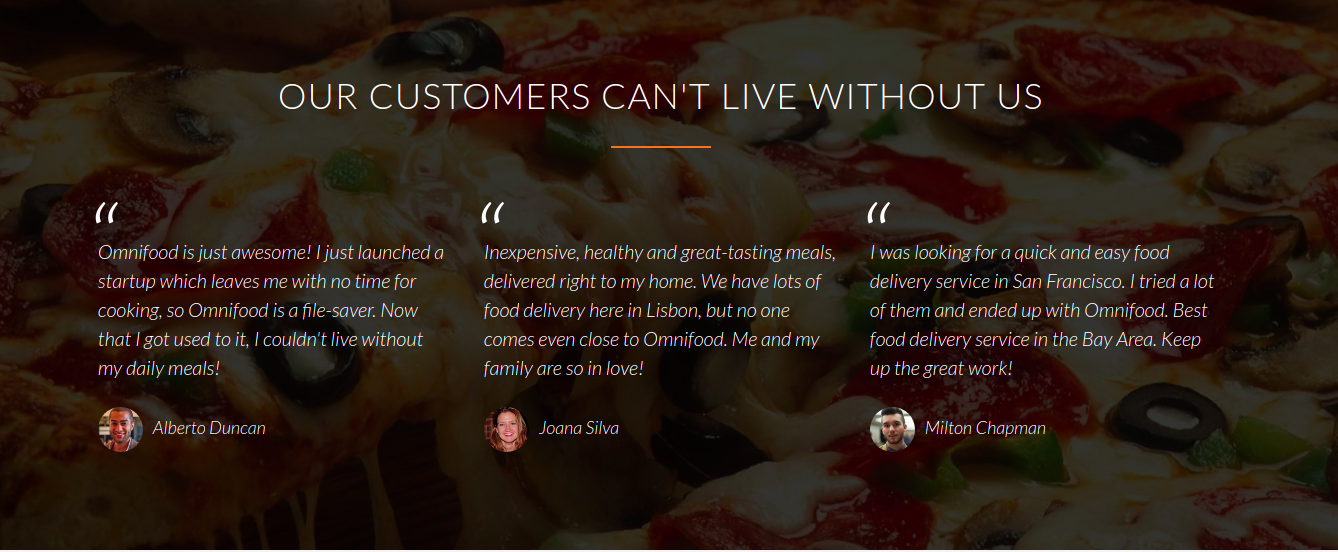 OUR CUSTOMERS CAN'T LIVE WITHOUT US
“
Omnifood is just awesome! I just launched a
startup which leaves me with no time for
cooking, so Omnifood is a file-saver. Now
that I got used to it, I couldn't live without
my daily meals!
Alberto Duncan
“
Inexpensive, healthy and great-tasting meals,
delivered right to my home. We have lots of
food delivery here in Lisbon, but no one
comes even close to Omnifood. Me and my
family are so in love!
Joana Silva
“
I was looking for a quick and easy food
delivery service in San Francisco. I tried a lot
of them and ended up with Omnifood. Best
food delivery service in the Bay Area. Keep
up the great work!
Milton Chapman